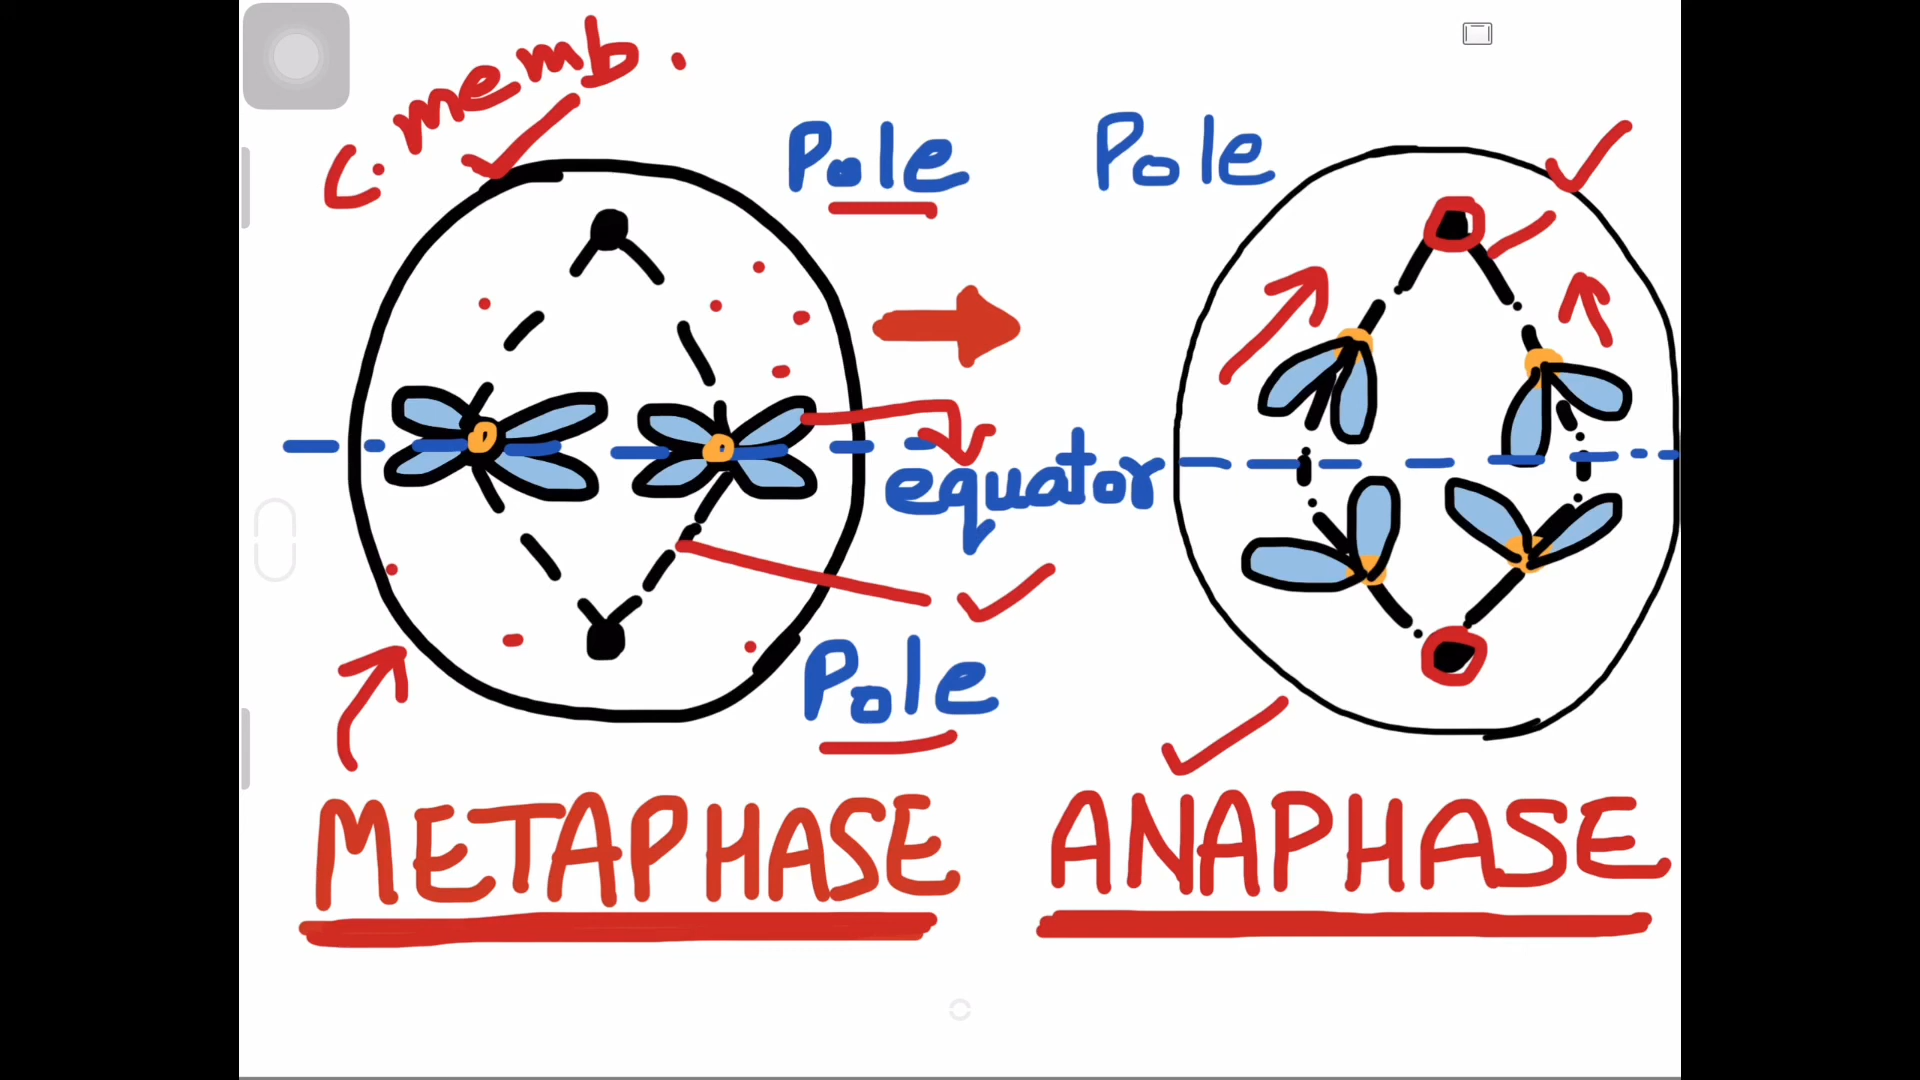 C. memb.
Pole Pole
equator
Pole
METAPHASE ANAPHASE